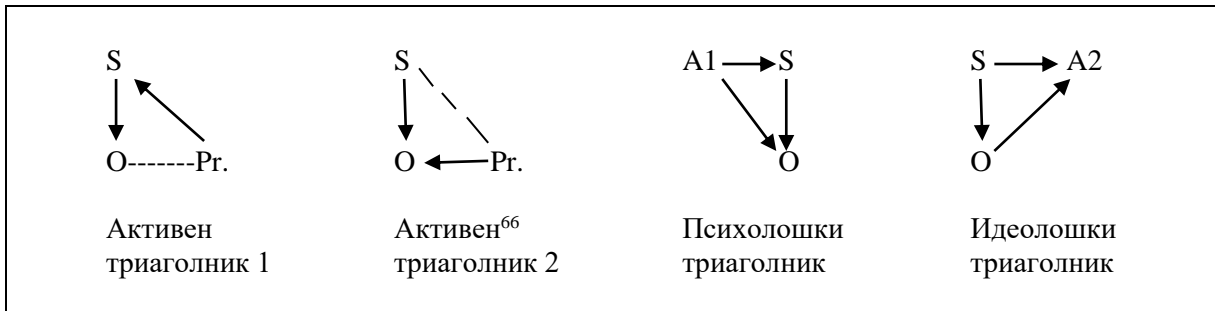 S S A1 S S A2
O-------Pr. O Pr. O O
Активен Активен66 Психолошки Идеолошки
триаголник 1 триаголник 2 триаголник триаголник